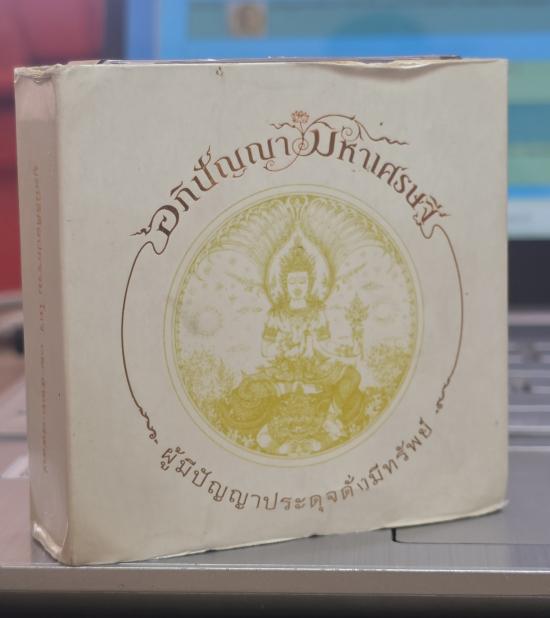 อภิปัญญามหาเศรษฐี
ผู้มีปัญญาประดุจดั่งมีทรัพย์